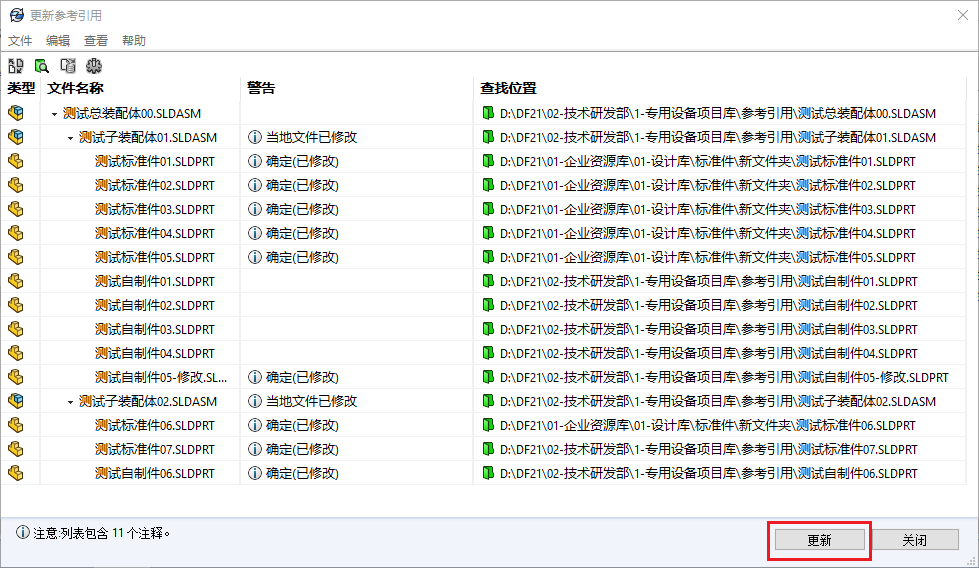 更新参考引用
文件 编辑 查看 帮助
类型 文件名称 警告 查找位置
测试总装配体00.SLDASM D:\DF21\02-技术研发部\1-专用设备项目库\参考引用\测试总装配体00.SLDASM
测试子装配体01.SLDASM 当地文件已修改 D:\DF21\02-技术研发部\1-专用设备项目库\参考引用\测试子装配体01.SLDASM
测试标准件01.SLDPRT 确定(已修改) D:\DF21\01-企业资源库\01-设计库\标准件\新文件夹\测试标准件01.SLDPRT
测试标准件02.SLDPRT 确定(已修改) D:\DF21\01-企业资源库\01-设计库\标准件\新文件夹\测试标准件02.SLDPRT
测试标准件03.SLDPRT 确定(已修改) D:\DF21\01-企业资源库\01-设计库\标准件\新文件夹\测试标准件03.SLDPRT
测试标准件04.SLDPRT 确定(已修改) D:\DF21\01-企业资源库\01-设计库\标准件\新文件夹\测试标准件04.SLDPRT
测试标准件05.SLDPRT 确定(已修改) D:\DF21\01-企业资源库\01-设计库\标准件\新文件夹\测试标准件05.SLDPRT
测试自制件01.SLDPRT D:\DF21\02-技术研发部\1-专用设备项目库\参考引用\测试自制件01.SLDPRT
测试自制件02.SLDPRT D:\DF21\02-技术研发部\1-专用设备项目库\参考引用\测试自制件02.SLDPRT
测试自制件03.SLDPRT D:\DF21\02-技术研发部\1-专用设备项目库\参考引用\测试自制件03.SLDPRT
测试自制件04.SLDPRT D:\DF21\02-技术研发部\1-专用设备项目库\参考引用\测试自制件04.SLDPRT
测试自制件05-修改.SL... 确定(已修改) D:\DF21\02-技术研发部\1-专用设备项目库\参考引用\测试自制件05-修改.SLDPRT
测试子装配体02.SLDASM 当地文件已修改 D:\DF21\02-技术研发部\1-专用设备项目库\参考引用\测试子装配体02.SLDASM
测试标准件06.SLDPRT 确定(已修改) D:\DF21\01-企业资源库\01-设计库\标准件\新文件夹\测试标准件06.SLDPRT
测试标准件07.SLDPRT 确定(已修改) D:\DF21\02-技术研发部\1-专用设备项目库\参考引用\测试标准件07.SLDPRT
测试自制件06.SLDPRT 确定(已修改) D:\DF21\02-技术研发部\1-专用设备项目库\参考引用\测试自制件06.SLDPRT
注意:列表包含 11 个注释。
更新 关闭